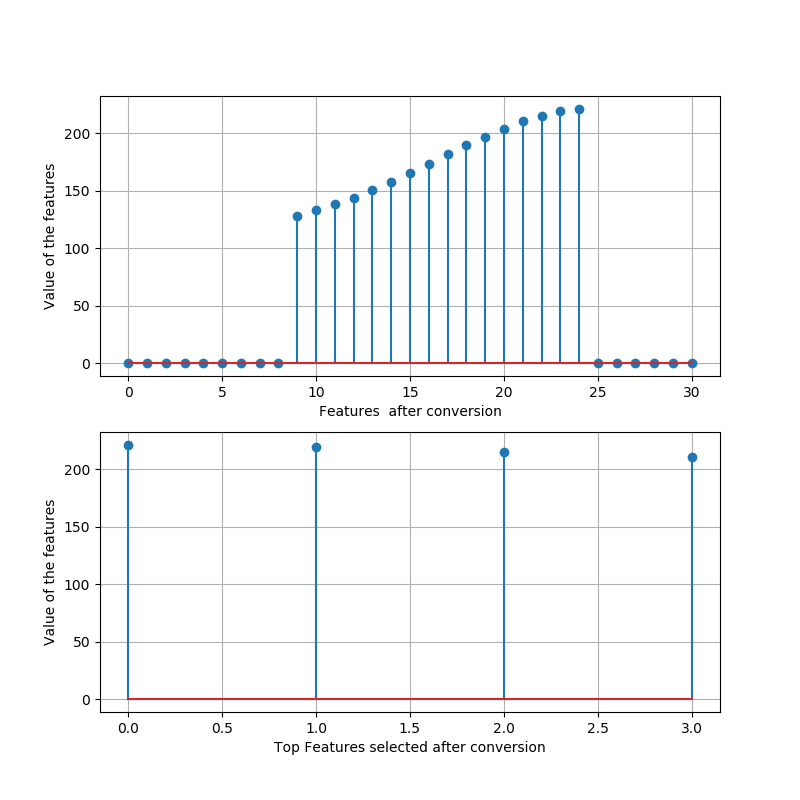 200
150
100
50
0
Value of the features
0 5 10 15 20 25 30
Features  after conversion
200
150
100
50
0
Value of the features
0.0 0.5 1.0 1.5 2.0 2.5 3.0
Top Features selected after conversion